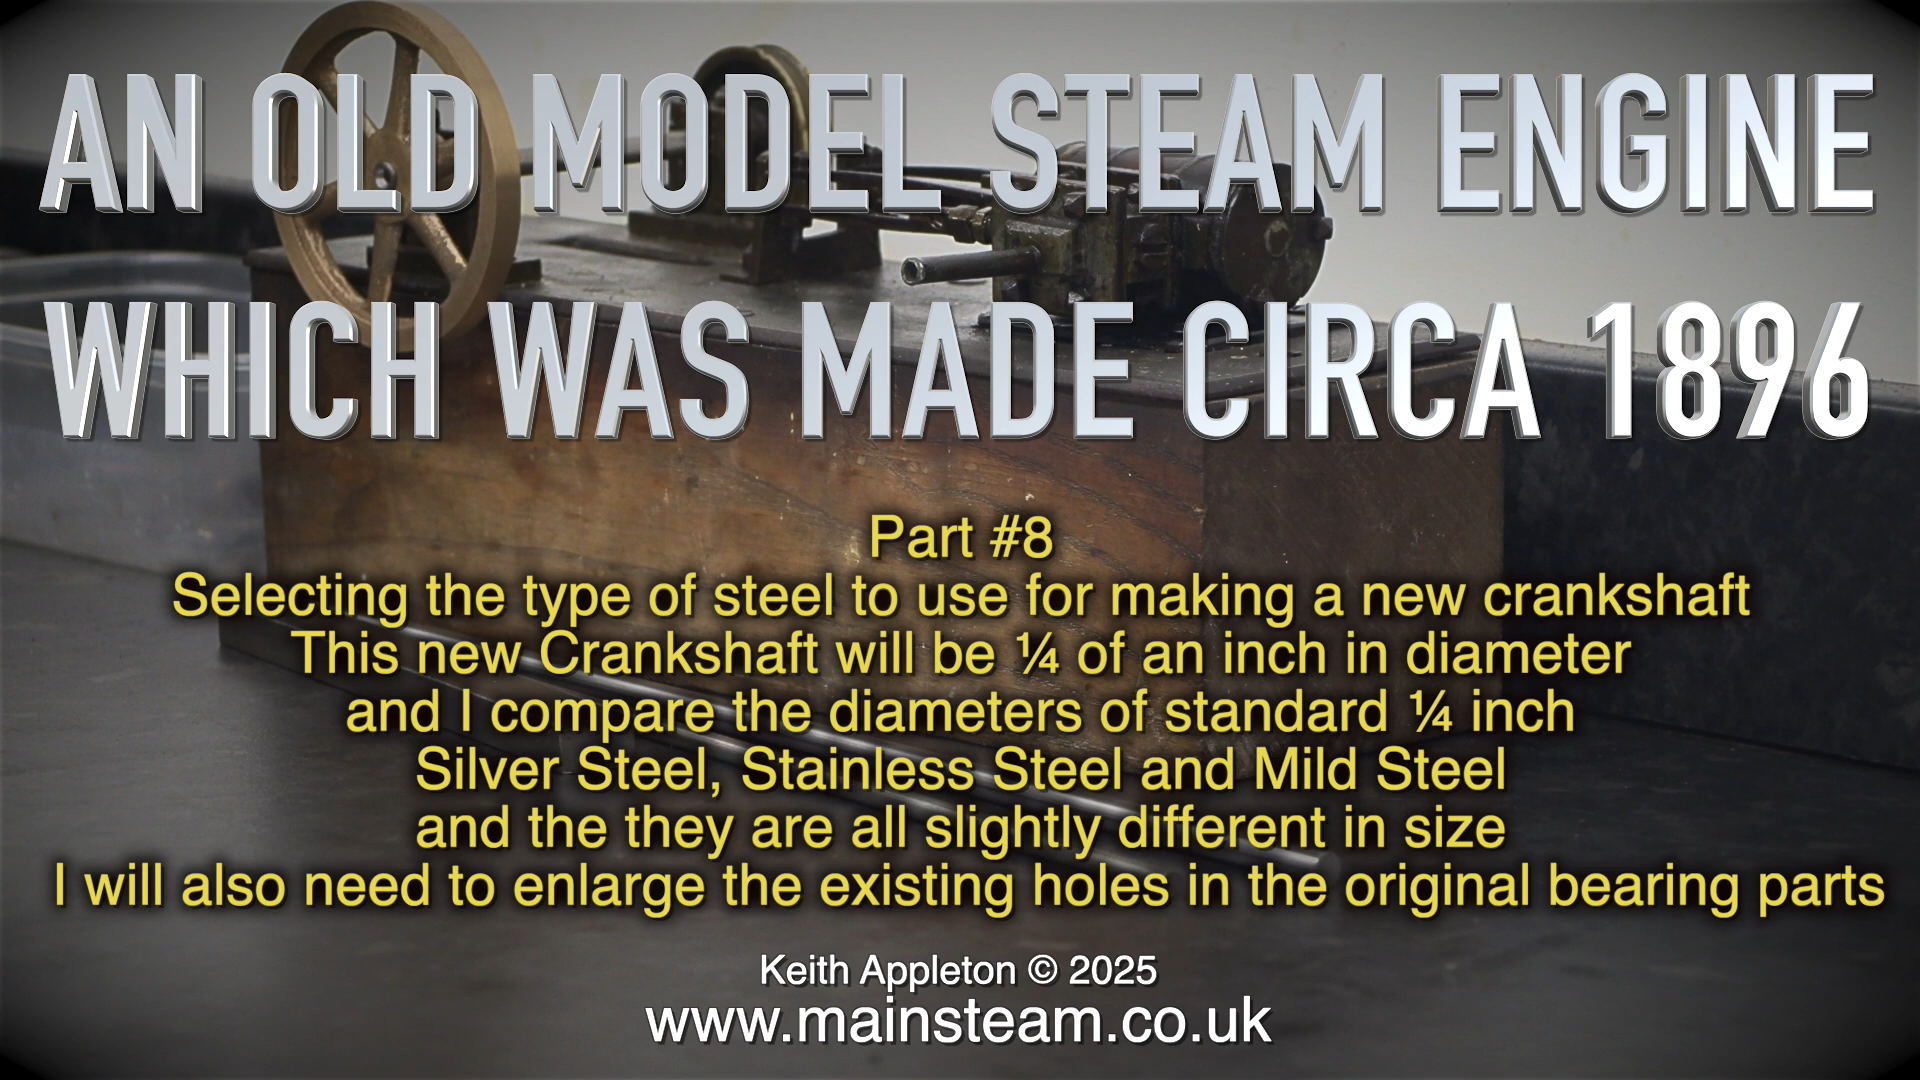 AN OLD MODEL STEAM ENGINE
WHICH WAS MADE CIRCA 1896
Part #8
Selecting the type of steel to use for making a new crankshaft
This new Crankshaft will be ¼ of an inch in diameter
and I compare the diameters of standard ¼ inch
Silver Steel, Stainless Steel and Mild Steel
and the they are all slightly different in size
I will also need to enlarge the existing holes in the original bearing parts
Keith Appleton © 2025
www.mainsteam.co.uk